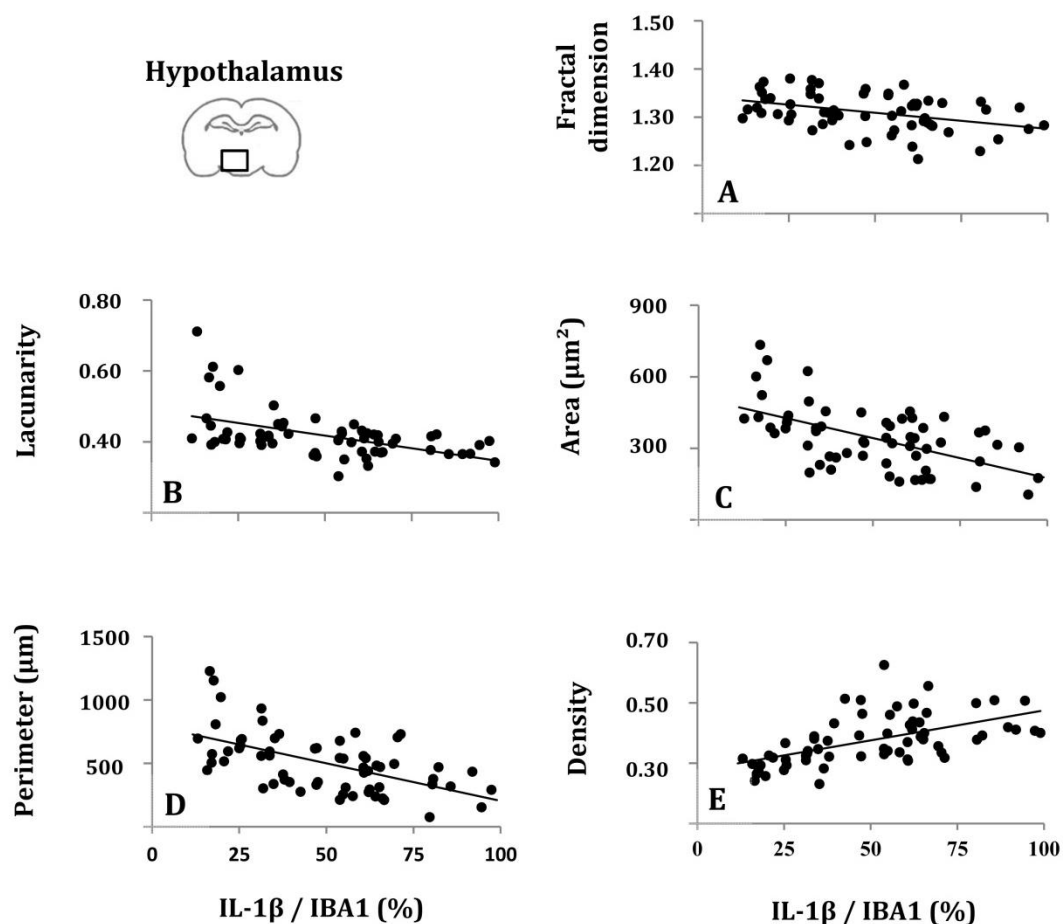 Hypothalamus
Fractal
dimension
1.50
1.40
1.30
1.20
A
Lacunarity
0.80
0.60
0.40
B
Area (µm²)
900
600
300
C
Perimeter (µm)
1500
1000
500
D
0 25 50 75 100
IL-1β / IBA1 (%)
Density
0.70
0.50
0.30
E
0 25 50 75 100
IL-1β / IBA1 (%)